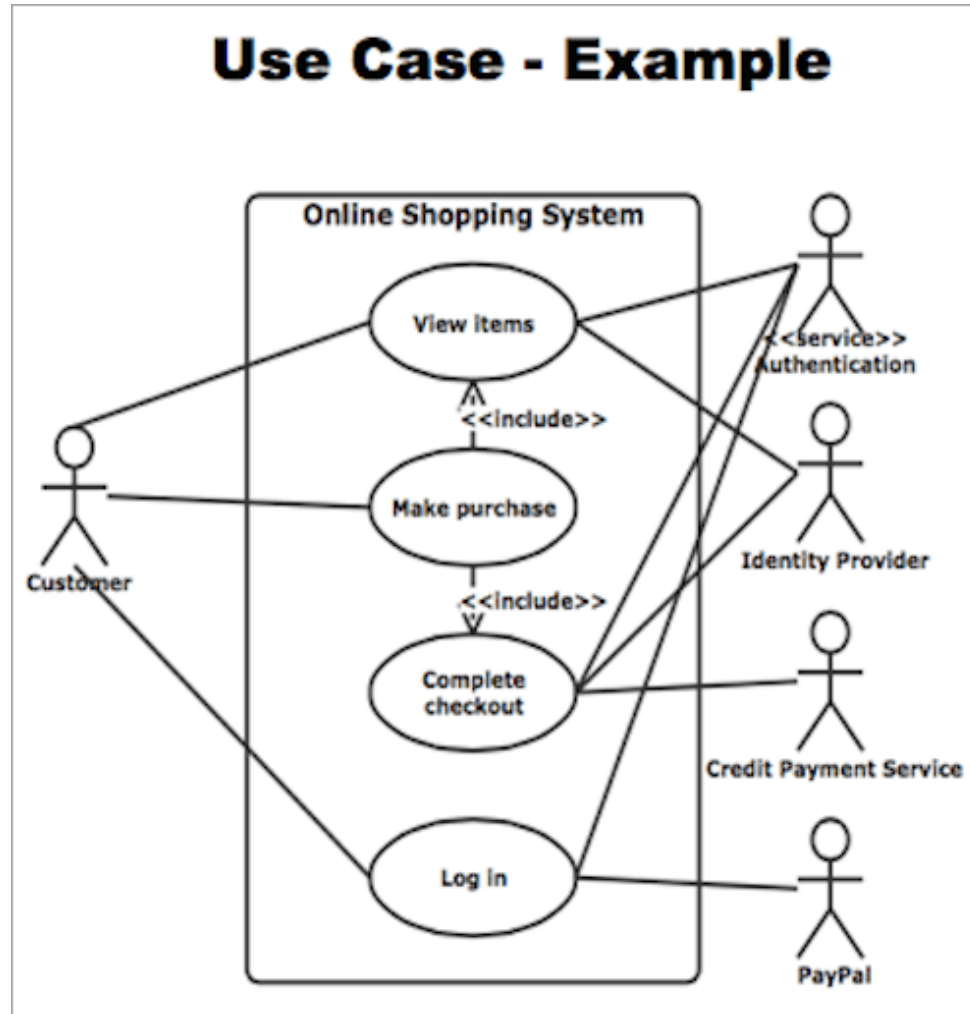 Use Case - Example
Online Shopping System
View items
<<service>>
Authentication
<<include>>
Make purchase
Identity Provider
Customer
<<include>>
Complete
checkout
Credit Payment Service
Log in
PayPal